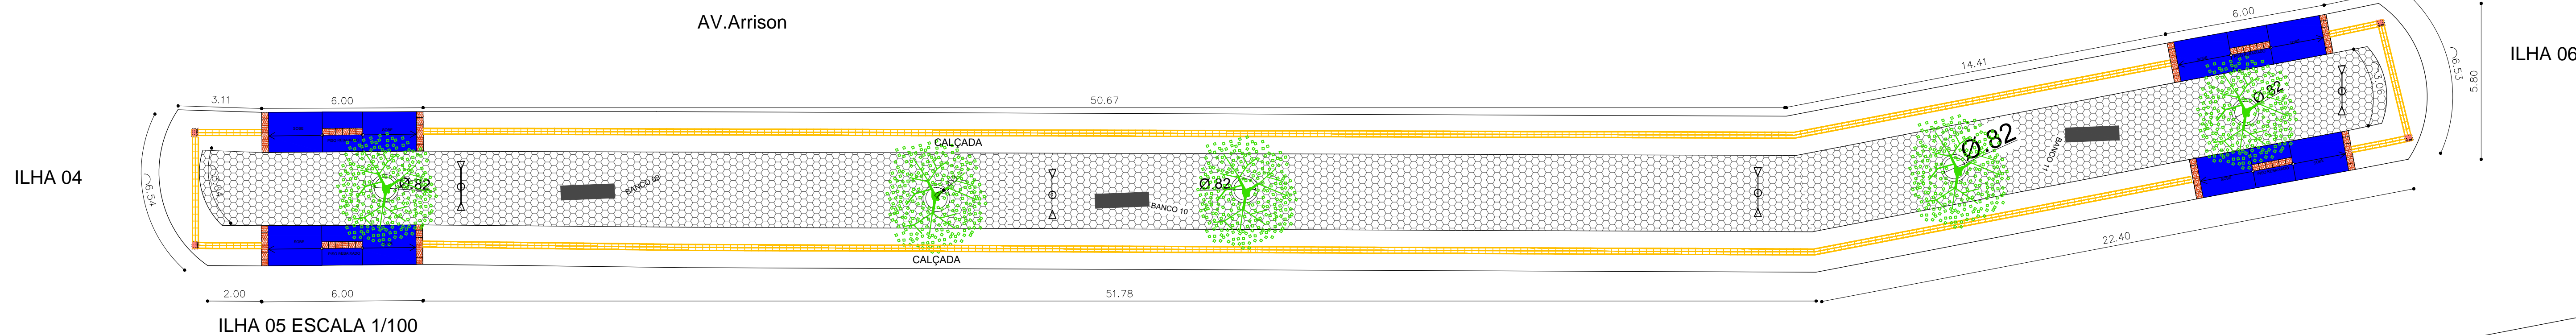 AV.Arrison
6.00
14.41
ILHA 06
6.53
5.80
3.06
Ø.82
3.11
6.00
50.67
CALÇADA
Ø.82
BANCO 11
ILHA 04
6.54
3.04
Ø.82
BANCO 09
Ø.82
BANCO 10
CALÇADA
22.40
2.00
6.00
51.78
ILHA 05 ESCALA 1/100